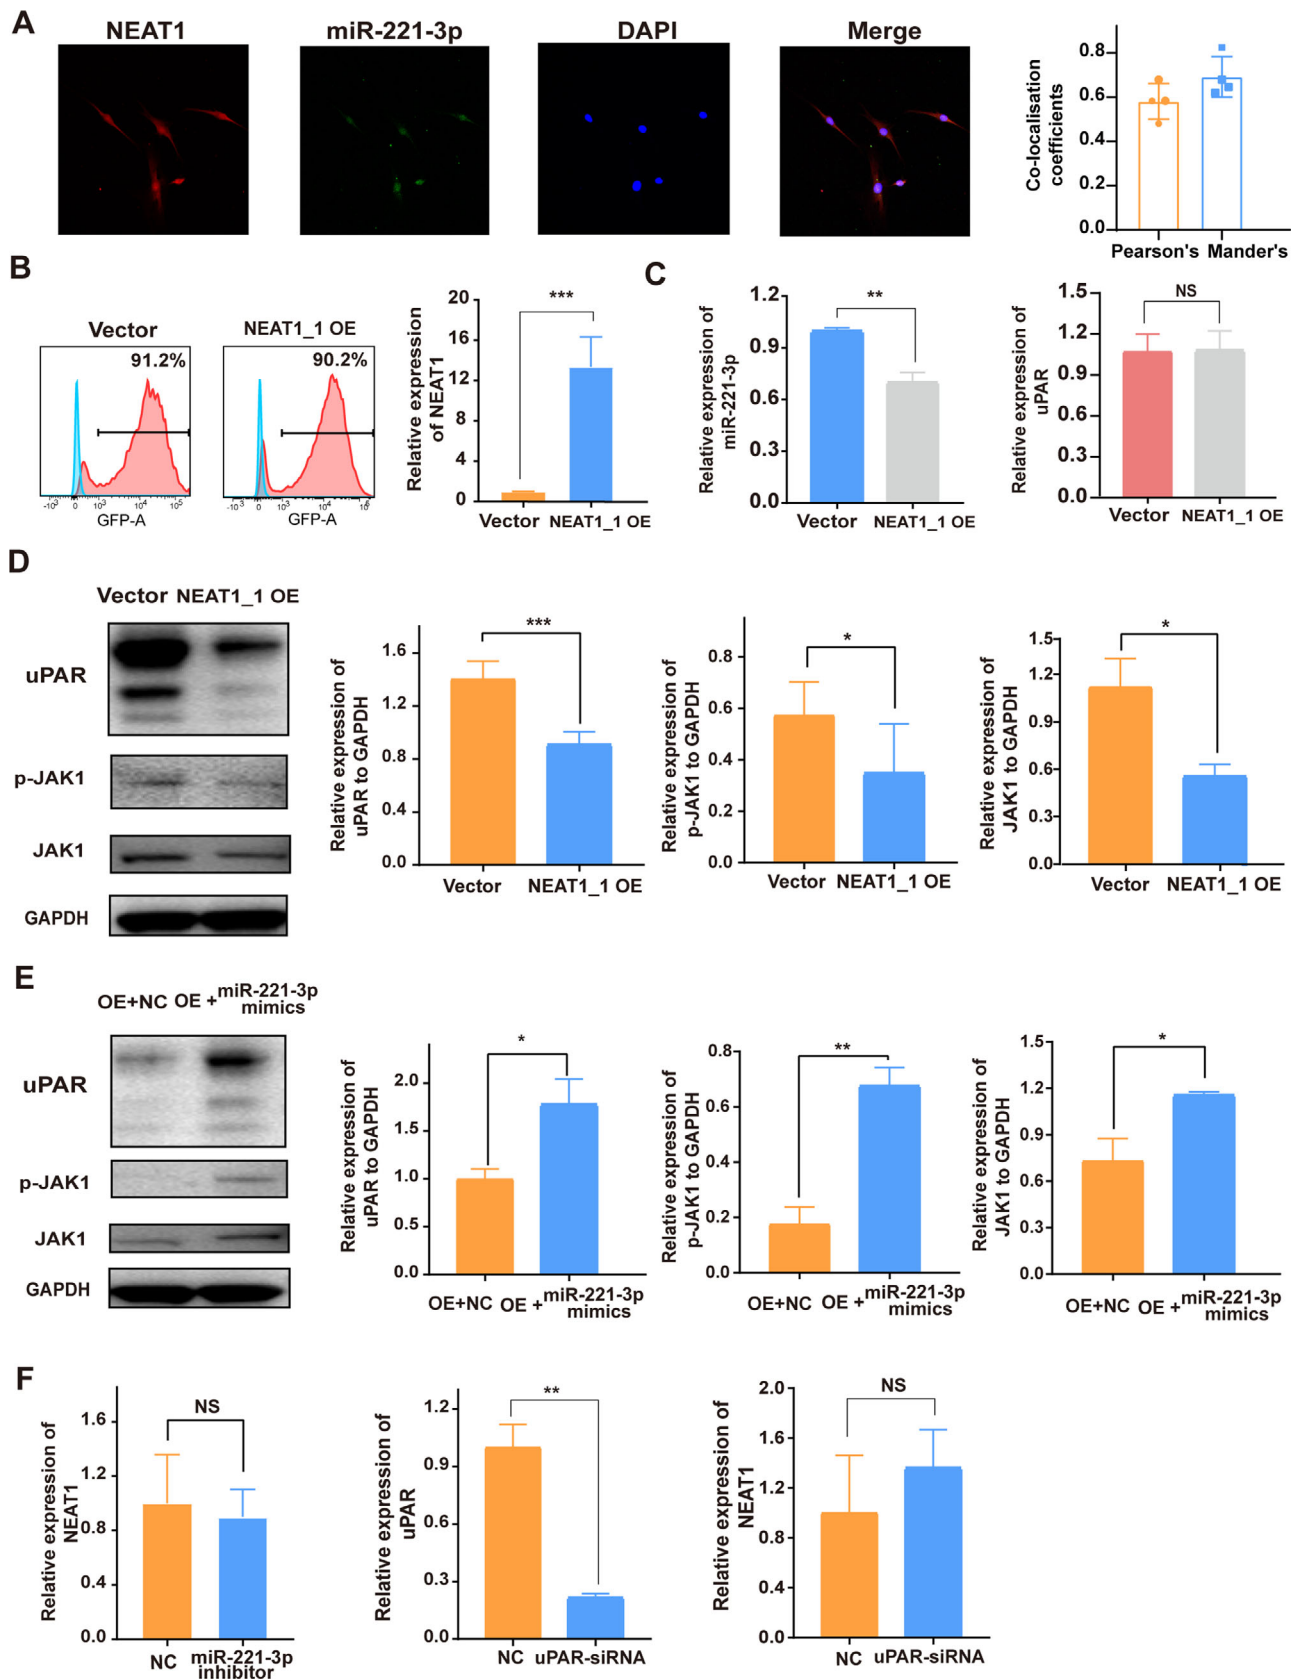 A
NEAT1
miR-221-3p
DAPI
Merge
Co-localisation
coefficients
0.8
0.6
0.4
0.2
0.0
Pearson's Mander's
B
Vector
NEAT1_1 OE
91.2%
90.2%
-10³ 0 10³ 10⁴ 10⁵
GFP-A
-10³ 0 10³ 10⁴ 10⁵
GFP-A
Relative expression
of NEAT1
20
16
12
8
4
0
***
Vector NEAT1_1 OE
C
Relative expression of
miR-221-3p
1.2
0.9
0.6
0.3
0.0
**
Vector NEAT1_1 OE
Relative expression of
uPAR
1.5
1.2
0.9
0.6
0.3
0.0
NS
Vector NEAT1_1 OE
D
Vector NEAT1_1 OE
uPAR
p-JAK1
JAK1
GAPDH
Relative expression of
uPAR to GAPDH
1.6
1.2
0.8
0.4
0.0
***
Vector NEAT1_1 OE
Relative expression of
p-JAK1 to GAPDH
0.8
0.6
0.4
0.2
0.0
*
Vector NEAT1_1 OE
Relative expression of
JAK1 to GAPDH
1.5
1.2
0.9
0.6
0.3
0.0
*
Vector NEAT1_1 OE
E
OE+NC OE + miR-221-3p
mimics
uPAR
p-JAK1
JAK1
GAPDH
Relative expression of
uPAR to GAPDH
2.0
1.5
1.0
0.5
0.0
*
OE+NC OE + miR-221-3p
mimics
Relative expression of
p-JAK1 to GAPDH
0.8
0.6
0.4
0.2
0.0
**
OE+NC OE + miR-221-3p
mimics
Relative expression of
JAK1 to GAPDH
1.5
1.2
0.9
0.6
0.3
0.0
*
OE+NC OE + miR-221-3p
mimics
F
Relative expression of
NEAT1
1.6
1.2
0.8
0.4
0.0
NS
NC miR-221-3p
inhibitor
Relative expression of
uPAR
1.2
0.9
0.6
0.3
0.0
**
NC uPAR-siRNA
Relative expression of
NEAT1
2.0
1.6
1.2
0.8
0.4
0.0
NS
NC uPAR-siRNA